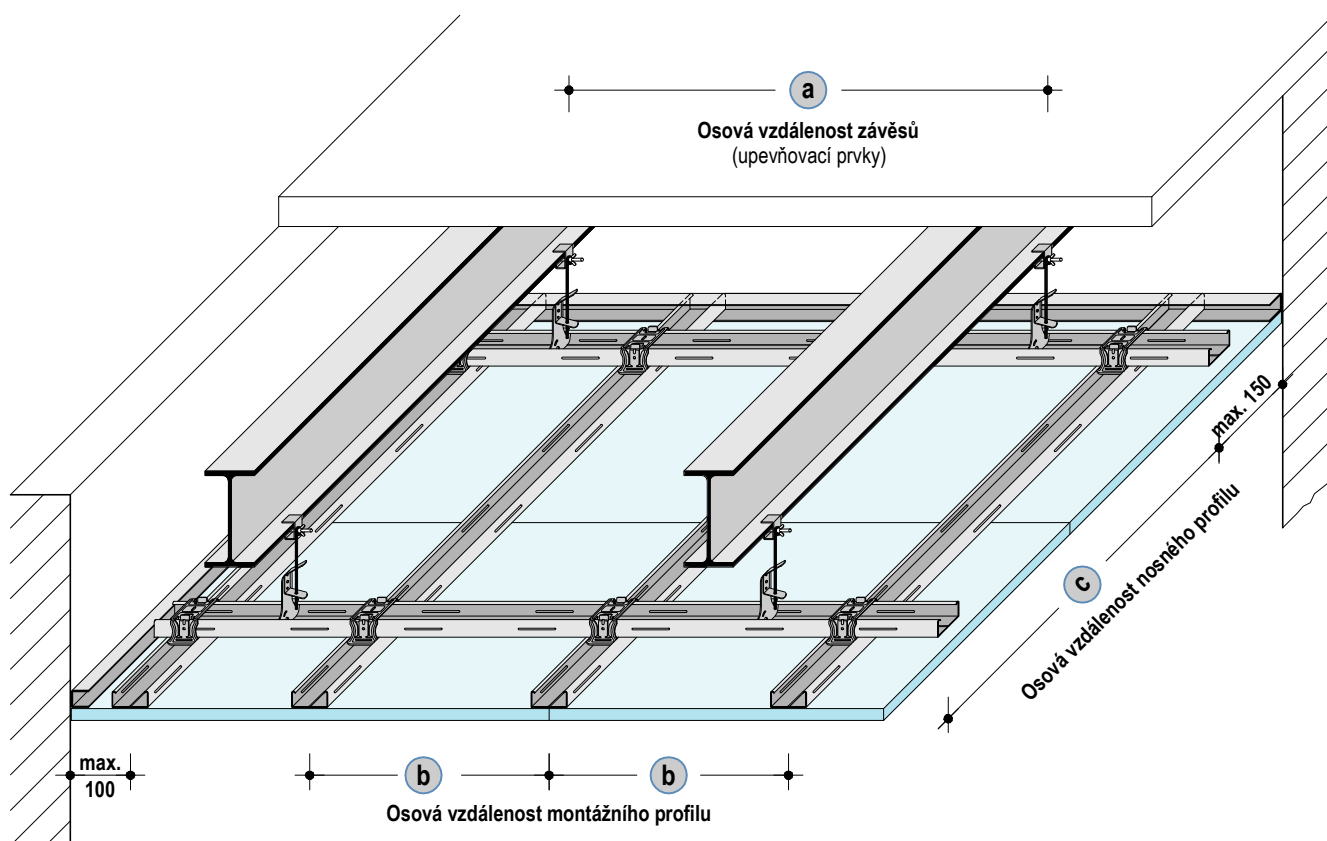 a
Osová vzdálenost závěsů
(upevňovací prvky)
max. 150
c
Osová vzdálenost nosného profilu
max.
100
b
b
Osová vzdálenost montážního profilu